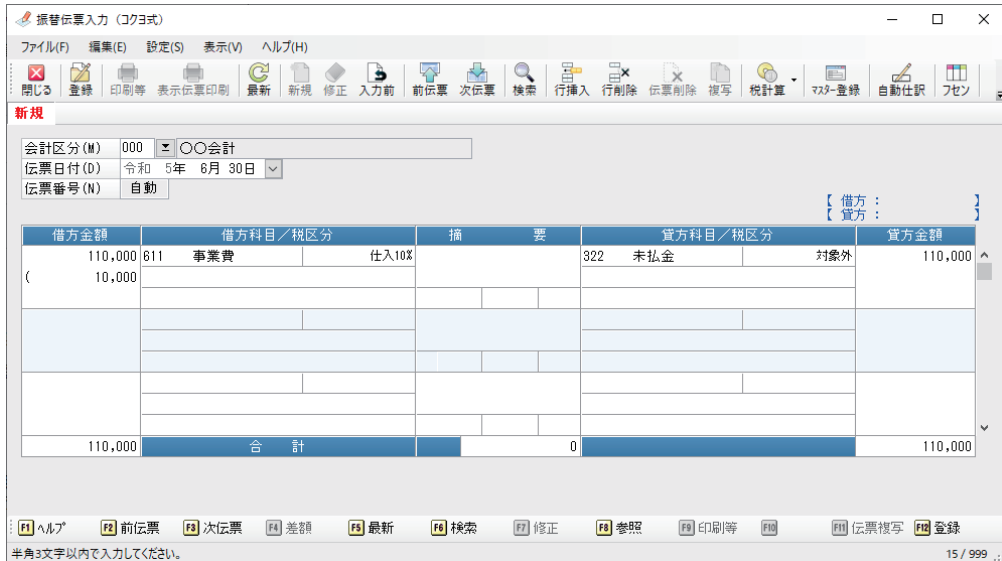 振替伝票入力（コクヨ式）
ファイル(F) 編集(E) 設定(S) 表示(V) ヘルプ(H)
閉じる 登録 印刷等 表示伝票印刷 最新 新規 修正 入力前 前伝票 次伝票 検索 行挿入 行削除 伝票削除 複写 税計算 マスター登録 自動仕訳 フセン
新規
会計区分(M) 000 〇〇会計
伝票日付(D) 令和 5年 6月 30日
伝票番号(N) 自動
【 借方 : 】
【 貸方 : 】
借方金額 借方科目／税区分 摘 要 貸方科目／税区分 貸方金額
110,000 611 事業費 仕入10% 322 未払金 対象外 110,000
( 10,000
110,000 合 計 0 110,000
F1 ヘルプ F2 前伝票 F3 次伝票 F4 差額 F5 最新 F6 検索 F7 修正 F8 参照 F9 印刷等 F10 F11 伝票複写 F12 登録
半角3文字以内で入力してください。 15 / 999